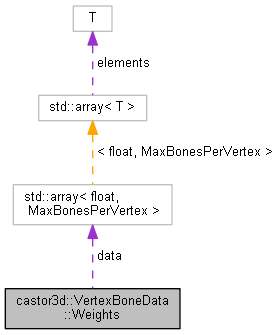 T
elements
std::array< T >
< float, MaxBonesPerVertex >
std::array< float,
MaxBonesPerVertex >
data
castor3d::VertexBoneData
::Weights